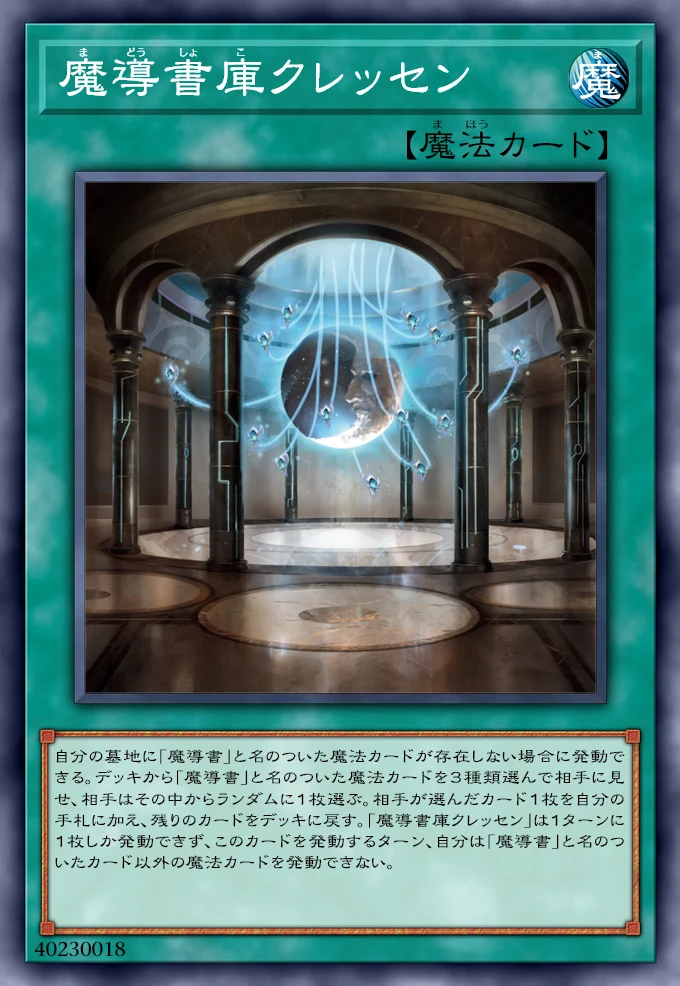 魔導書庫クレッセン
魔
【魔法カード】
自分の墓地に「魔導書」と名のついた魔法カードが存在しない場合に発動で
きる。デッキから「魔導書」と名のついた魔法カードを３種類選んで相手に見
せ、相手はその中からランダムに１枚選ぶ。相手が選んだカード１枚を自分の
手札に加え、残りのカードをデッキに戻す。「魔導書庫クレッセン」は１ターンに
１枚しか発動できず、このカードを発動するターン、自分は「魔導書」と名のつ
いたカード以外の魔法カードを発動できない。
40230018